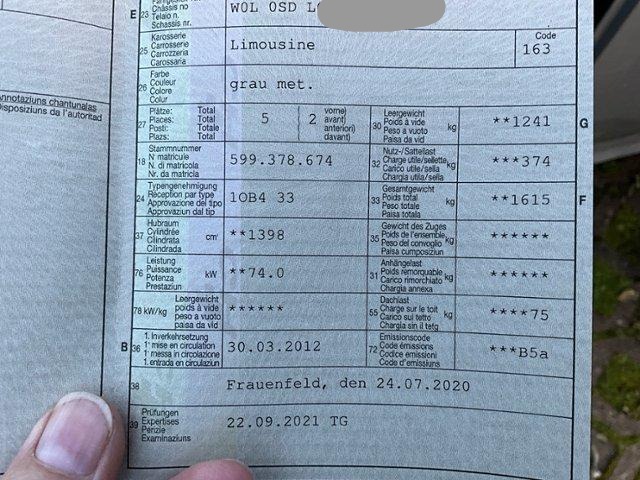 Châssis no
E 23 Telaio n. W0L 0SD L
Schassis nr.
Karosserie
25 Carrosserie Limousine Code
Carrozzeria 163
Carossaria
Farbe
26 Couleur grau met.
Colore
Colur
nnotaziuns chantunalas
isposiziuns da l'autoritad
Plätze: Total vorne)
27 Places: Total 5 2 avant)
Posti: Totale anteriori)
Plazs: Total davant)
Leergewicht
30 Poids à vide kg **1241 G
Peso a vuoto
Paisa da vid
Stammnummer
18 N matricule 599.378.674
N. di matricola
Nr. da matricla
Nutz-/Sattellast
32 Charge utile/sellette kg ***374
Carico utile/sella
Chargia utila/sella
Typengenehmigung
24 Réception par type 1OB4 33
Approvazione del tipo
Approvaziun dal tip
Gesamtgewicht
33 Poids total kg **1615 F
Peso totale
Paisa totala
Hubraum
37 Cylindrée cm³ **1398
Cilindrata
Cilindrada
Gewicht des Zuges
35 Poids de l'ensemble kg ******
Peso del convoglio
Paisa cumposiziun
Leistung
76 Puissance kW **74.0
Potenza
Prestaziun
Anhängelast
31 Poids remorquable kg ******
Carico rimorchiato
Chargia annexa
Leergewicht
78 kW/kg poids à vide ******
peso a vuoto
paisa da vid
Dachlast
55 Charge sur le toit kg ****75
Carico sul tetto
Chargia sin il tetg
1. Inverkehrsetzung
B 36 1re mise en circulation 30.03.2012
1a messa in circolazione
1. entrada en circulaziun
Emissionscode
72 Code émissions ***B5a
Codice emissioni
Code d'emissiuns
38 Frauenfeld, den 24.07.2020
Prüfungen
39 Expertises 22.09.2021 TG
Perizie
Examinaziuns